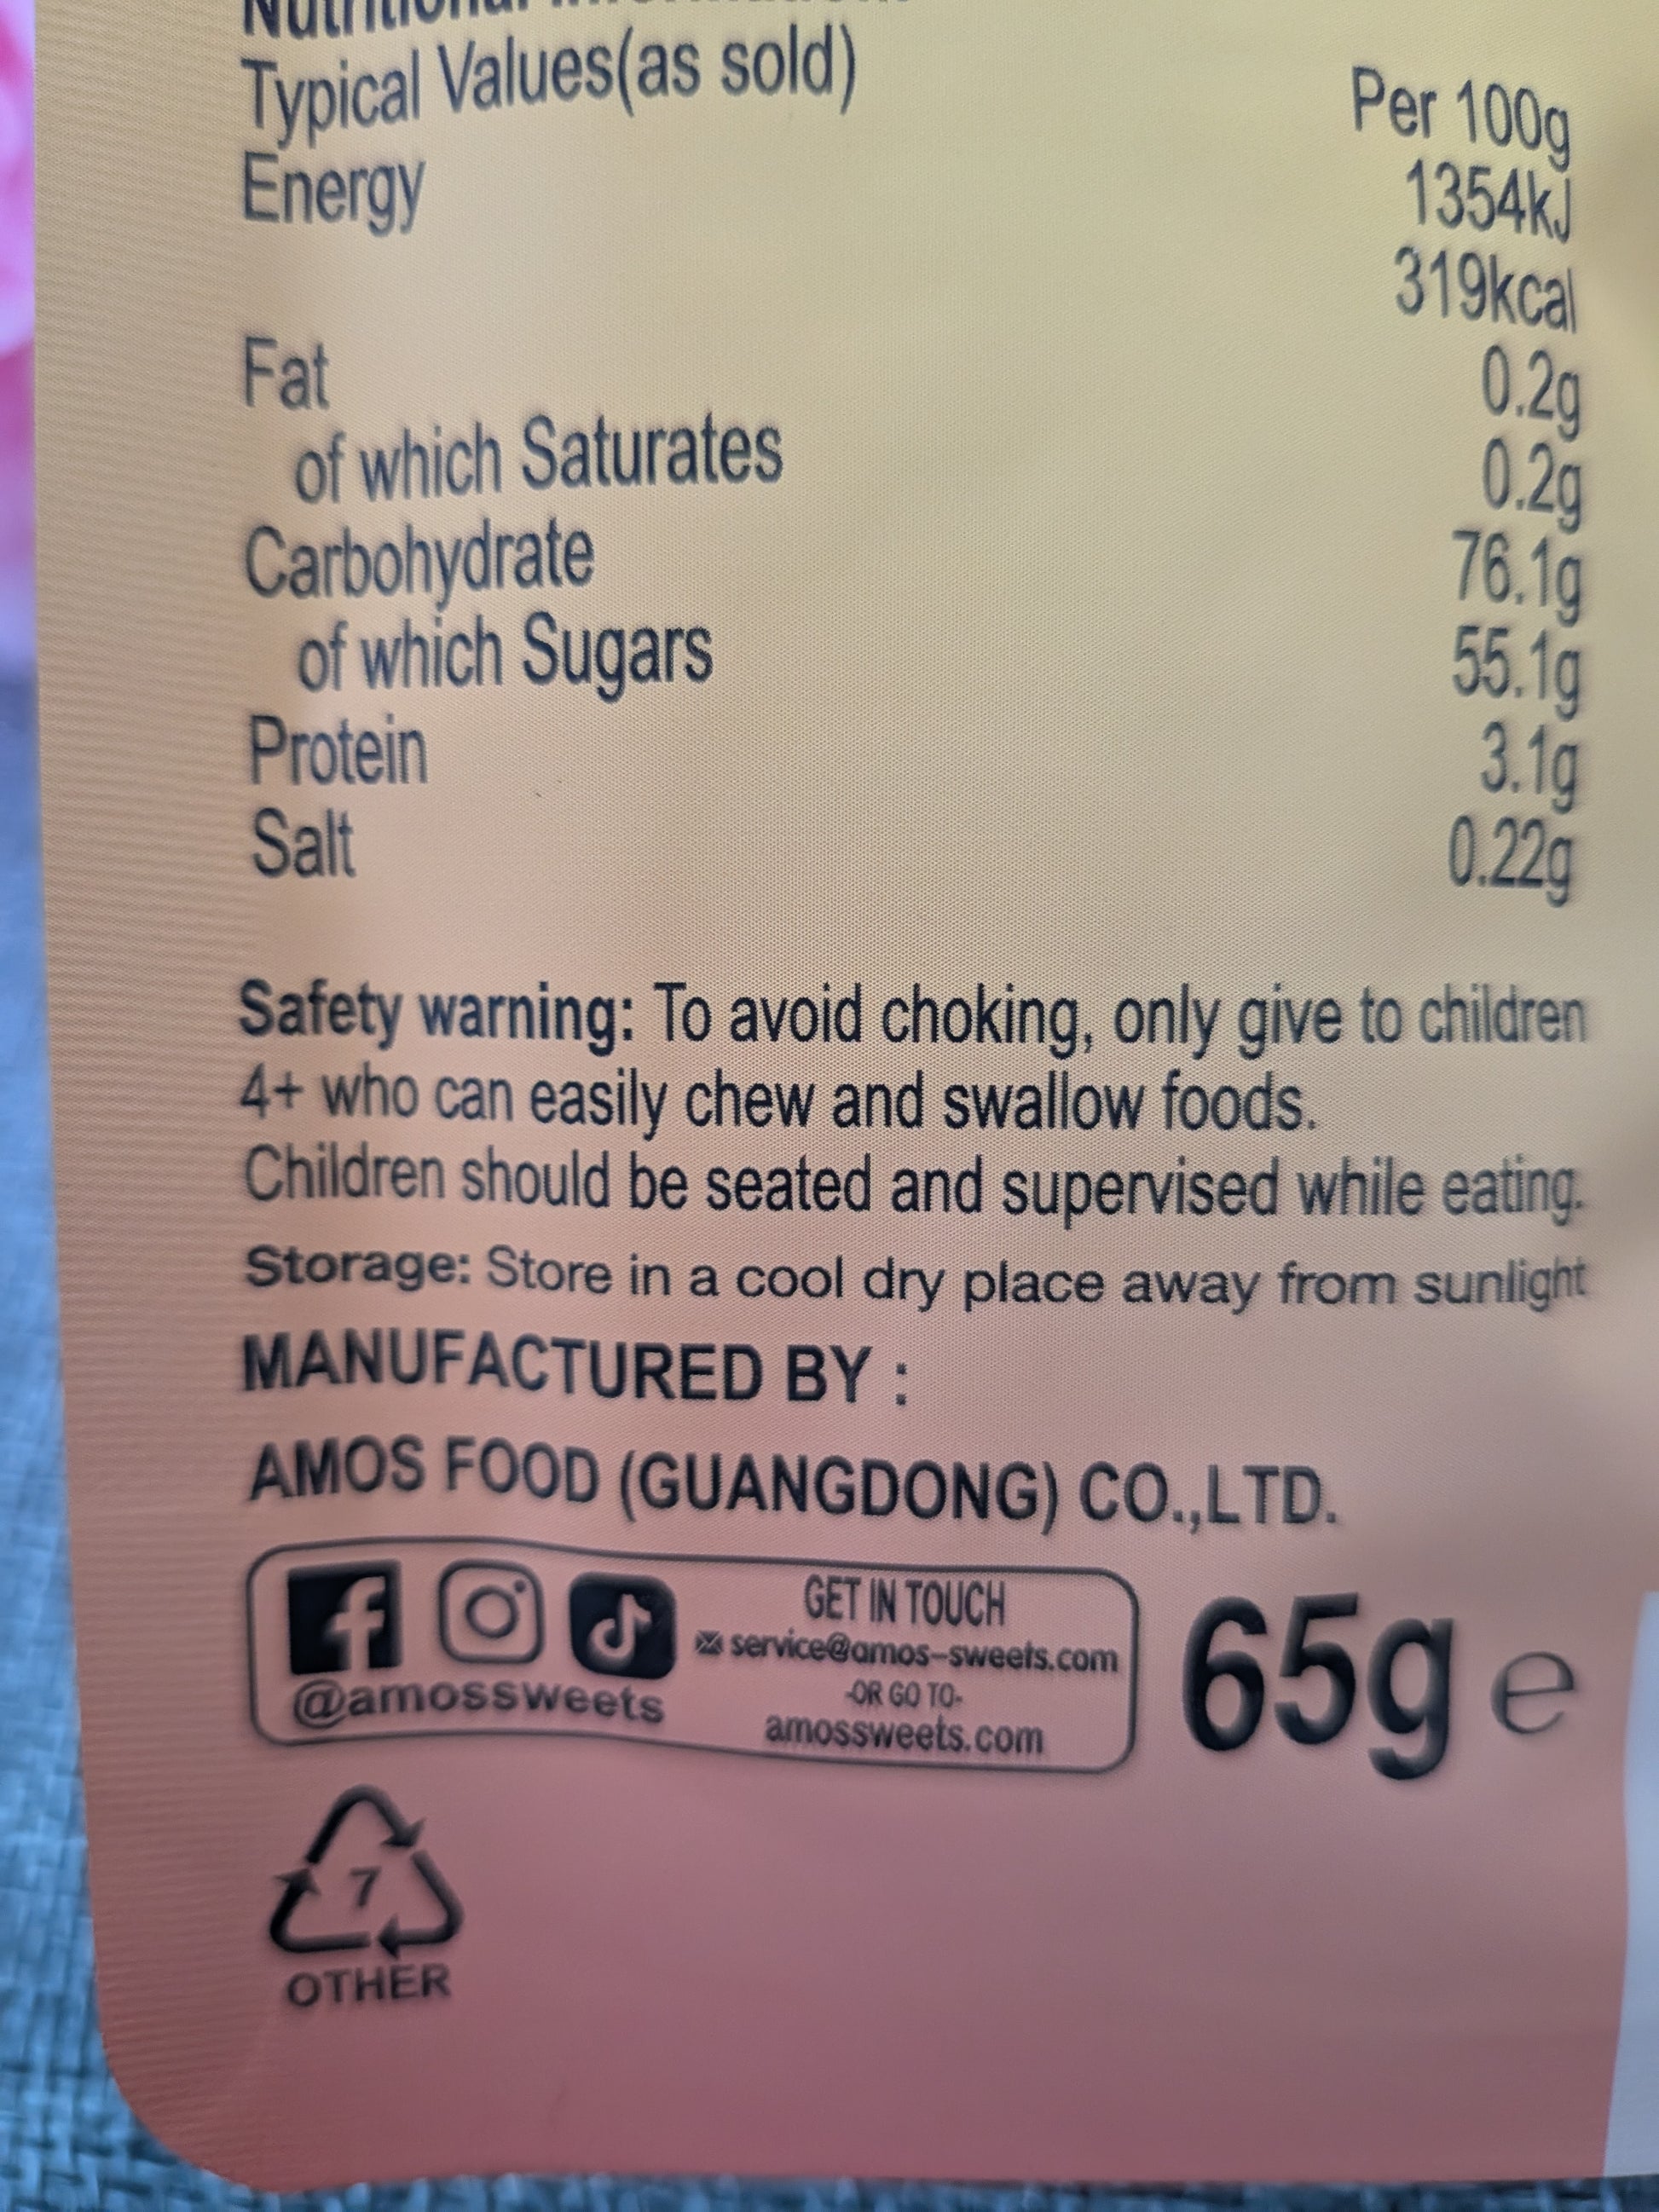 Nutritional Information:
Typical Values(as sold)
Per 100g
Energy 1354kJ
319kcal
Fat 0.2g
of which Saturates 0.2g
Carbohydrate 76.1g
of which Sugars 55.1g
Protein 3.1g
Salt 0.22g
Safety warning: To avoid choking, only give to children
4+ who can easily chew and swallow foods.
Children should be seated and supervised while eating.
Storage: Store in a cool dry place away from sunlight
MANUFACTURED BY :
AMOS FOOD (GUANGDONG) CO.,LTD.
@amossweets
GET IN TOUCH
service@amos-sweets.com
-OR GO TO-
amossweets.com
65g e
7
OTHER